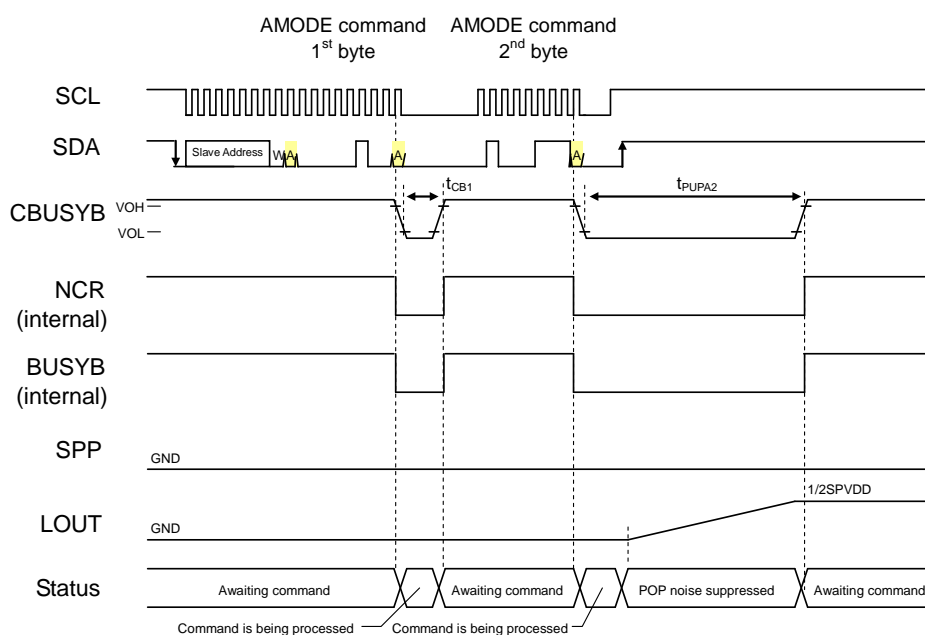 AMODE command
1st byte
AMODE command
2nd byte
SCL
SDA
Slave Address
W
A
A
A
tCB1
tPUPA2
CBUSYB
VOH
VOL
NCR
(internal)
BUSYB
(internal)
SPP
GND
1/2SPVDD
LOUT
GND
Status
Awaiting command
Awaiting command
POP noise suppressed
Awaiting command
Command is being processed
Command is being processed